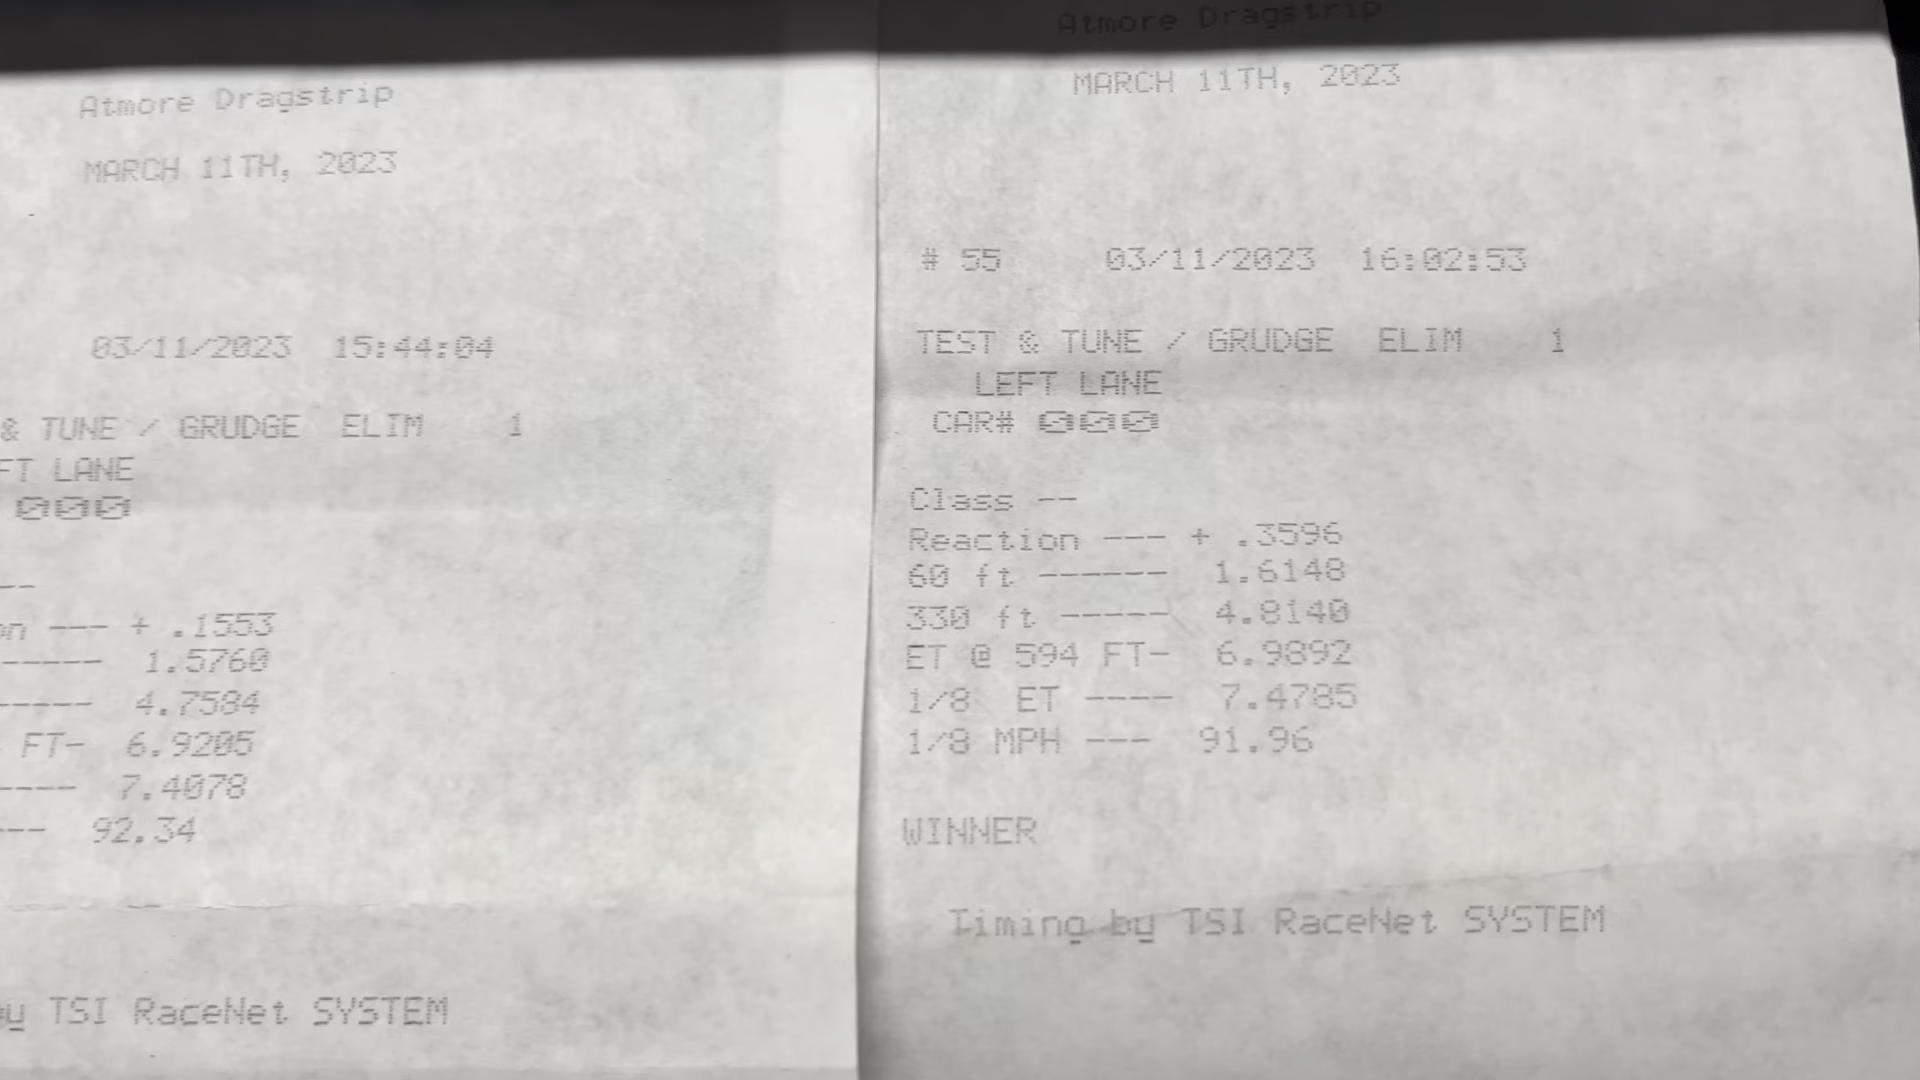 Atmore Dragstrip
MARCH 11TH, 2023
03/11/2023 15:44:04
& TUNE / GRUDGE ELIM 1
FT LANE
000
--
on --- + .1553
----- 1.5760
----- 4.7584
FT- 6.9205
---- 7.4078
--- 92.34
by TSI RaceNet SYSTEM
Atmore Dragstrip
MARCH 11TH, 2023
# 55 03/11/2023 16:02:53
TEST & TUNE / GRUDGE ELIM 1
LEFT LANE
CAR# 000
Class --
Reaction --- + .3596
60 ft ------ 1.6148
330 ft ----- 4.8140
ET @ 594 FT- 6.9892
1/8 ET ---- 7.4785
1/8 MPH --- 91.96
WINNER
Timing by TSI RaceNet SYSTEM